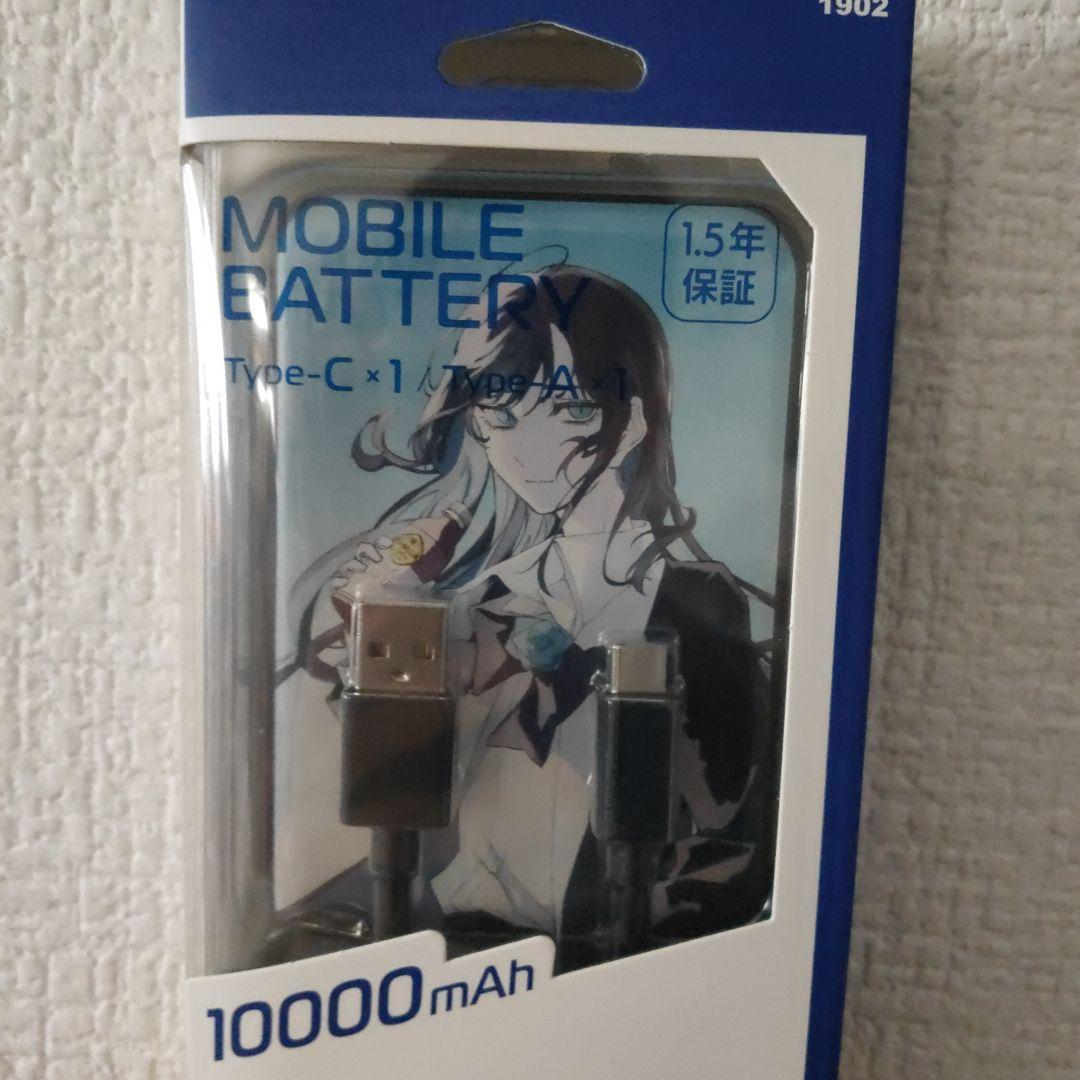 1902
MOBILE
BATTERY
1.5年
保証
Type-C×1 / Type-A×1
10000mAh